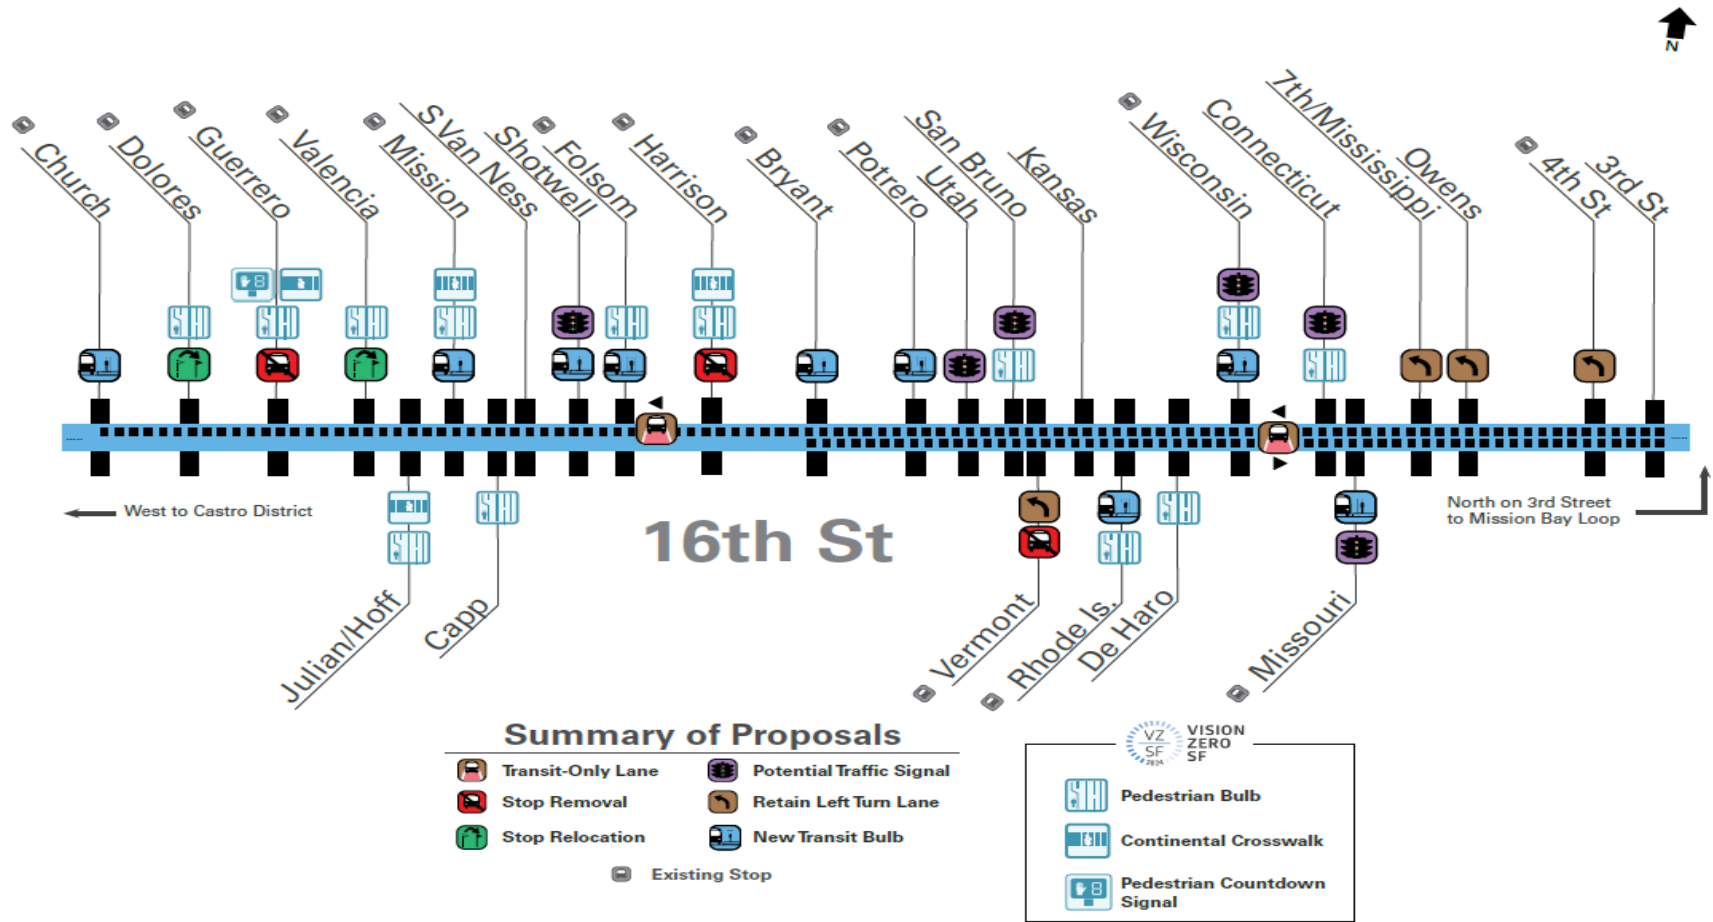 N
Church
Dolores
Guerrero
Valencia
Mission
S Van Ness
Shotwell
Folsom
Harrison
Bryant
Potrero
Utah
San Bruno
Kansas
Wisconsin
Connecticut
7th/Mississippi
Owens
4th St
3rd St
West to Castro District
16th St
North on 3rd Street
to Mission Bay Loop
Julian/Hoff
Capp
Vermont
Rhode Is.
De Haro
Missouri
Summary of Proposals
Transit-Only Lane
Stop Removal
Stop Relocation
Potential Traffic Signal
Retain Left Turn Lane
New Transit Bulb
Existing Stop
VZ
SF
2024
VISION
ZERO
SF
Pedestrian Bulb
Continental Crosswalk
Pedestrian Countdown
Signal